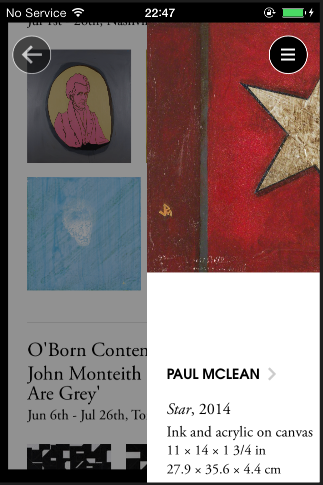 No Service 22:47
O'Born Conten
John Monteith
Are Grey'
Jun 6th - Jul 26th, To
PAUL MCLEAN
Star, 2014
Ink and acrylic on canvas
11 × 14 × 1 3/4 in
27.9 × 35.6 × 4.4 cm